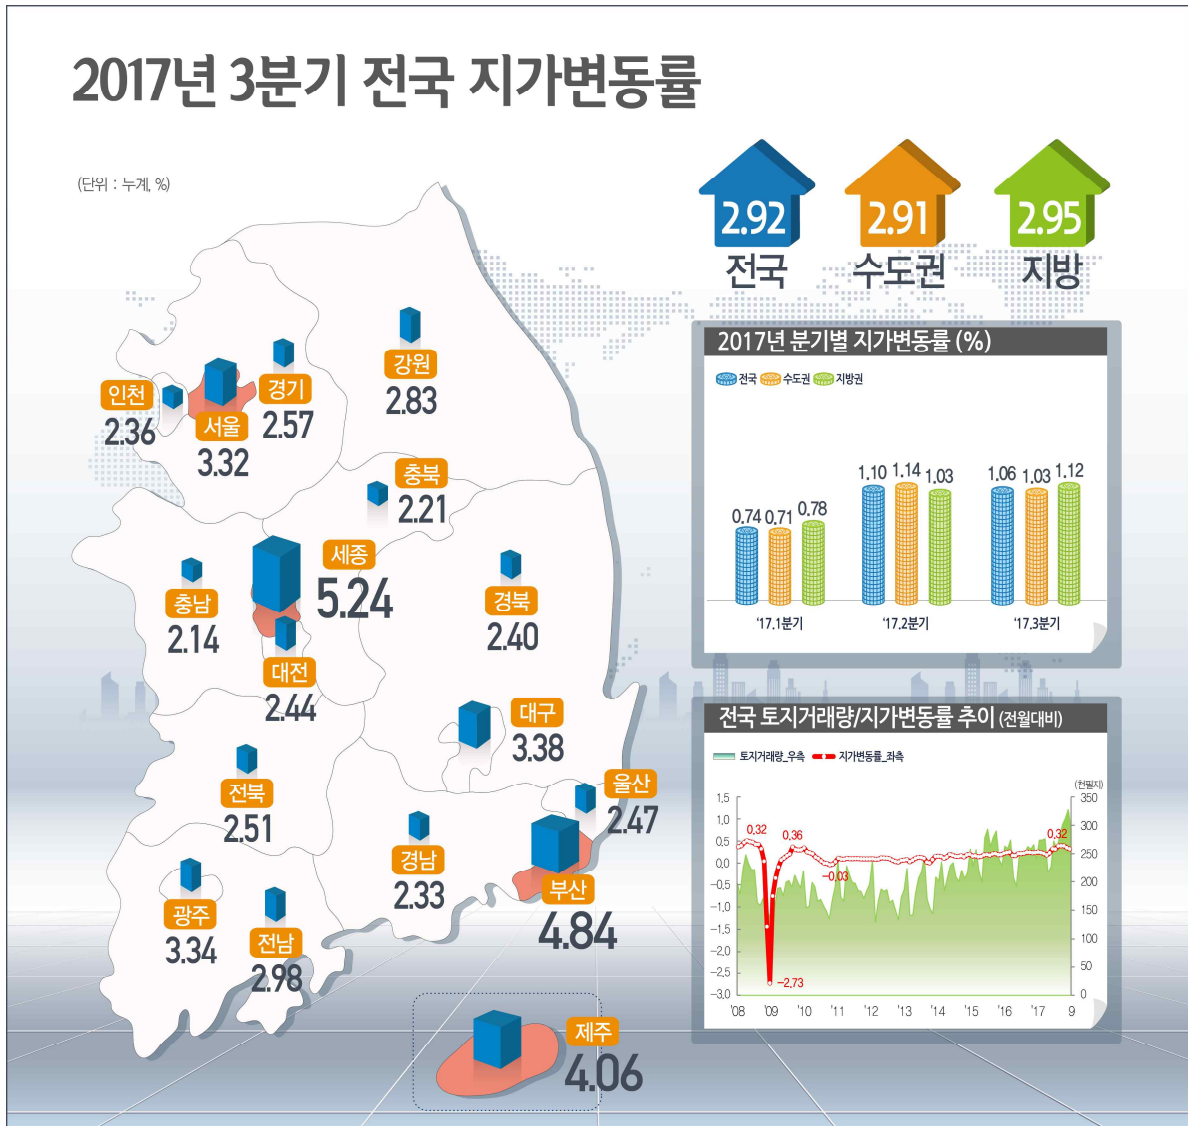 2017년 3분기 전국 지가변동률
(단위 : 누계, %)
2.92
전국
2.91
수도권
2.95
지방
강원
2.83
경기
2.57
인천
2.36
서울
3.32
충북
2.21
세종
5.24
충남
2.14
대전
2.44
경북
2.40
대구
3.38
전북
2.51
울산
2.47
경남
2.33
부산
4.84
광주
3.34
전남
2.98
제주
4.06
2017년 분기별 지가변동률 (%)
전국 수도권 지방권
0.74 0.71 0.78
1.10 1.14 1.03
1.06 1.03 1.12
'17.1분기 '17.2분기 '17.3분기
전국 토지거래량/지가변동률 추이 (전월대비)
토지거래량_우측 지가변동률_좌측
(천필지)
1.5
1.0
0.5
0.0
-0.5
-1.0
-1.5
-2.0
-2.5
-3.0
0.32
0.36
-0.03
-2.73
0.32
350
300
250
200
150
100
50
0
'08 '09 '10 '11 '12 '13 '14 '15 '16 '17 9